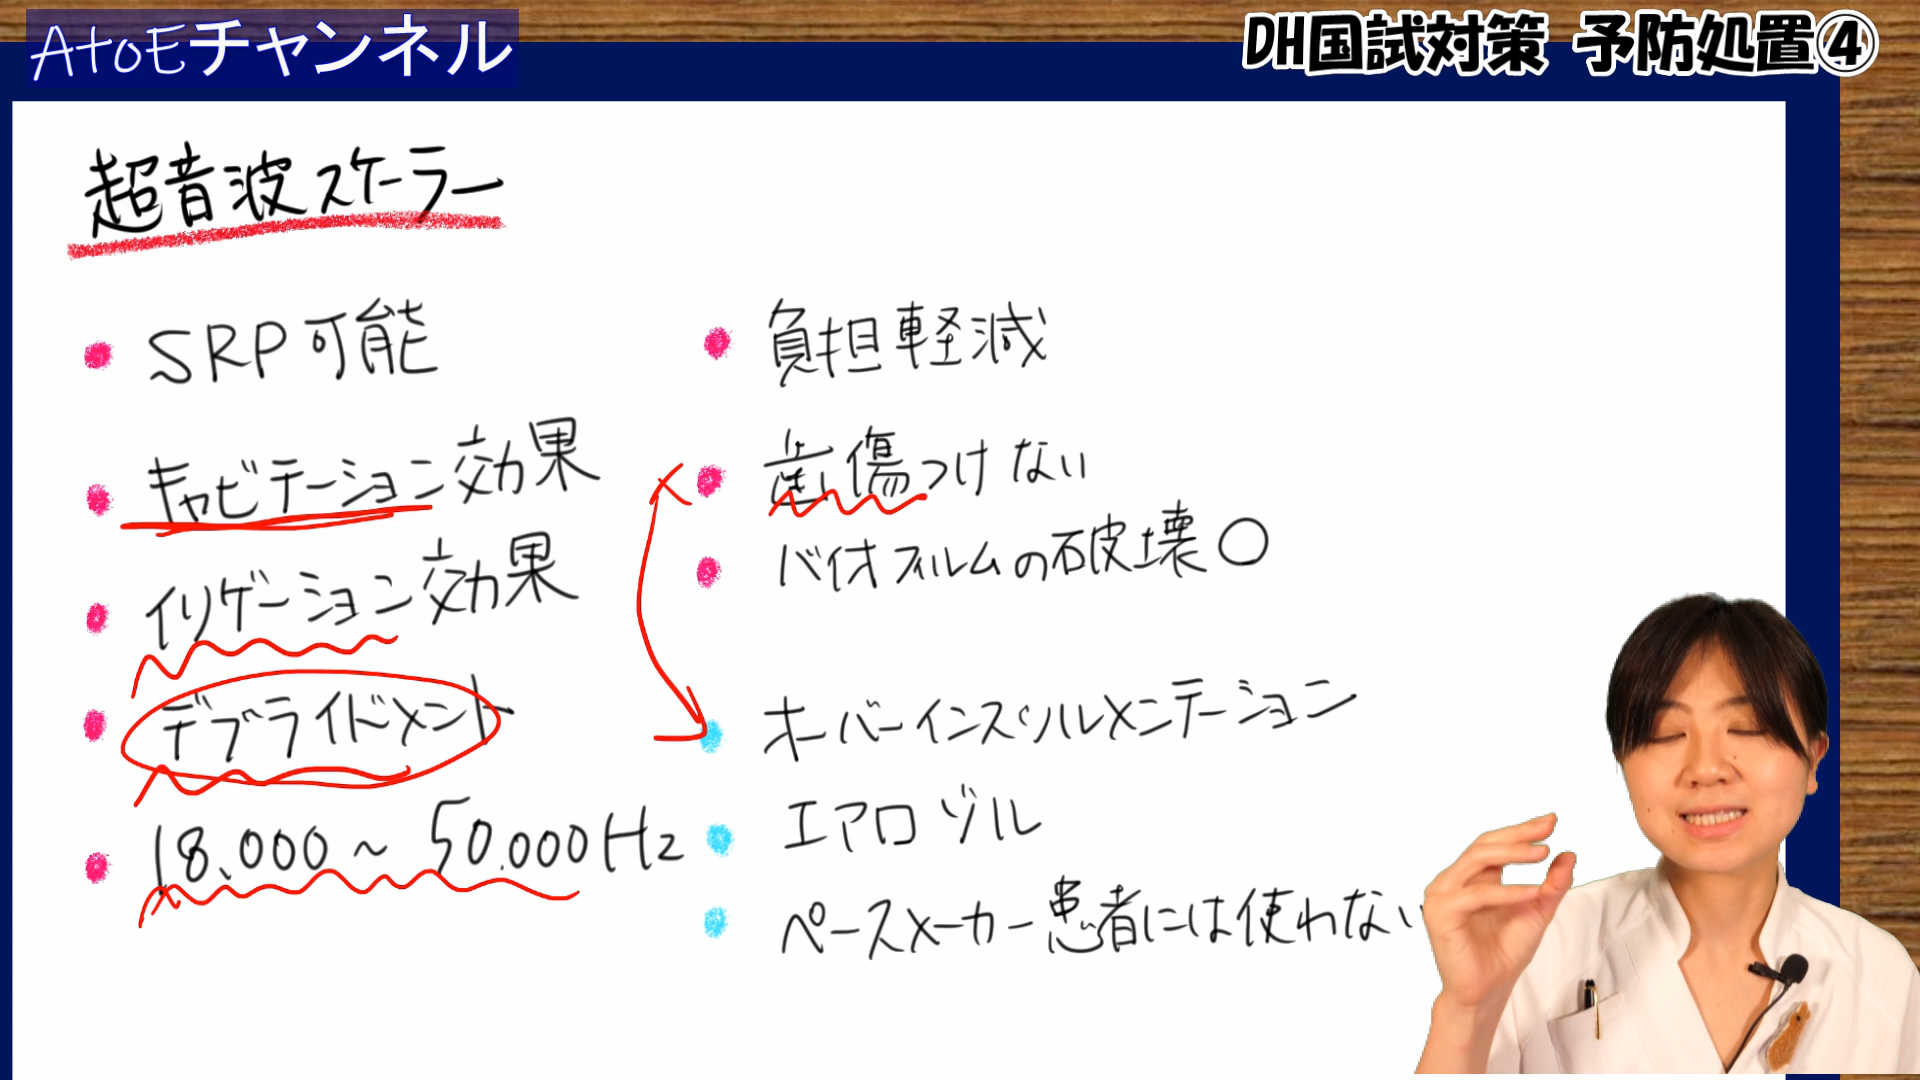 AtoEチャンネル
DH国試対策 予防処置④
超音波スケーラー
SRP可能
キャビテーション効果
イリゲーション効果
デブライドメント
18.000~50.000Hz
負担軽減
歯傷つけない
バイオフィルムの破壊〇
オーバーインスツルメンテーション
エアロゾル
ペースメーカー患者には使わない